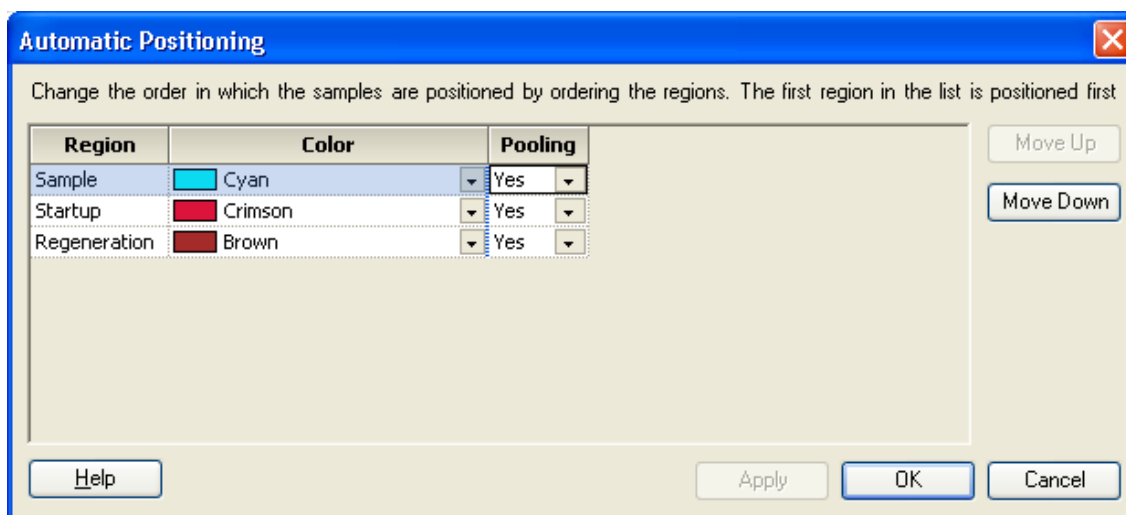 Automatic Positioning
Change the order in which the samples are positioned by ordering the regions. The first region in the list is positioned first
Region Color Pooling
Sample Cyan Yes
Startup Crimson Yes
Regeneration Brown Yes
Move Up
Move Down
Help Apply OK Cancel